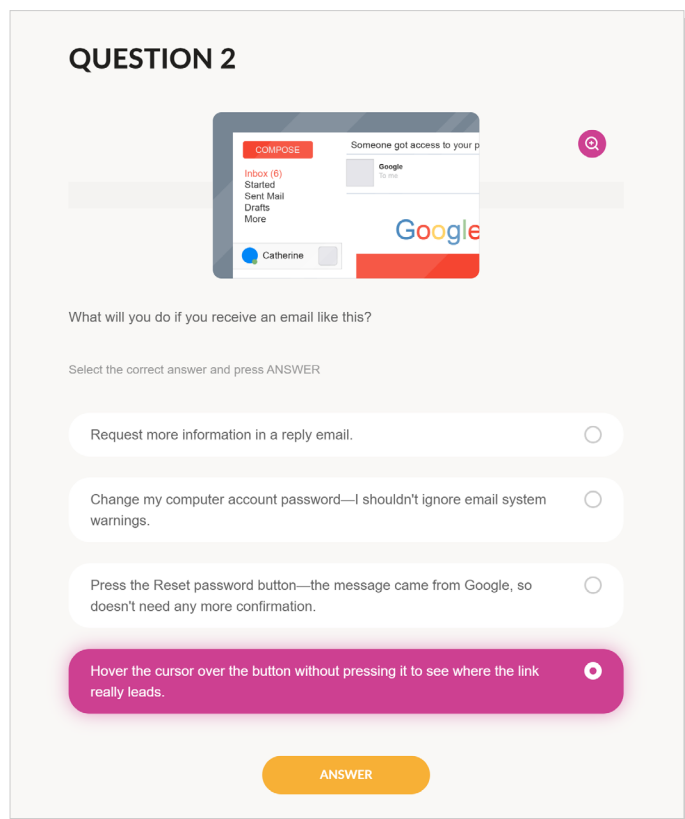 QUESTION 2
COMPOSE
Inbox (6)
Started
Sent Mail
Drafts
More
Catherine
Someone got access to your p
Google
To me
Google
What will you do if you receive an email like this?
Select the correct answer and press ANSWER
Request more information in a reply email.
Change my computer account password—I shouldn't ignore email system
warnings.
Press the Reset password button—the message came from Google, so
doesn't need any more confirmation.
Hover the cursor over the button without pressing it to see where the link
really leads.
ANSWER